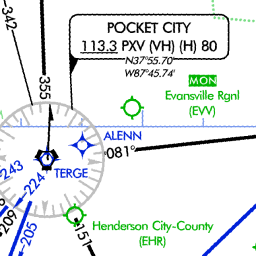 342
POCKET CITY
113.3 PXV (VH) (H) 80
N37°55.70'
W87°45.74'
355
MON
Evansville Rgnl
(EVV)
ALENN
081°
TERGE
243
224
209
205
151
Henderson City-County
(EHR)